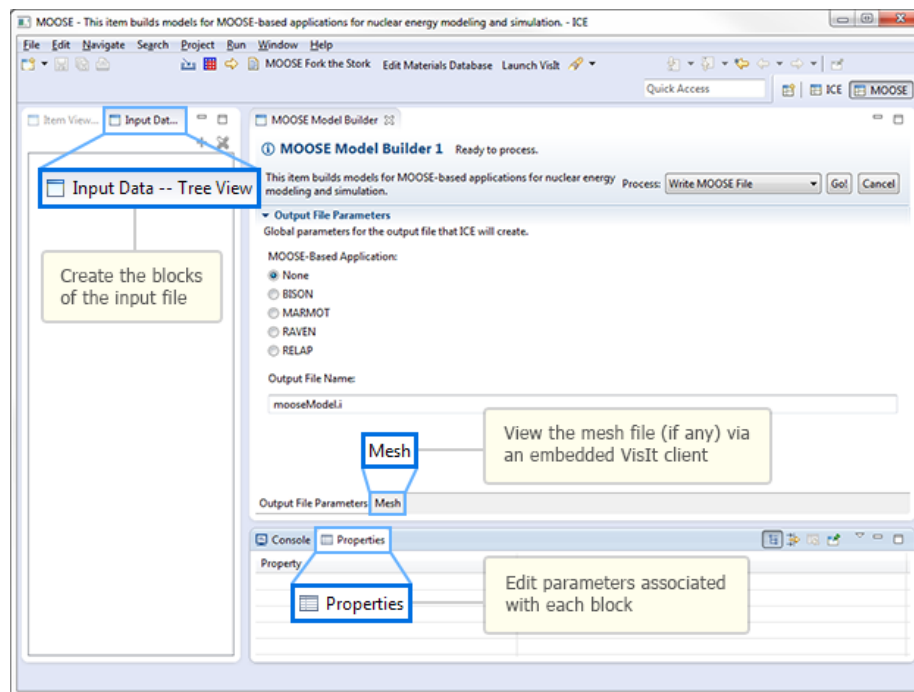 MOOSE - This item builds models for MOOSE-based applications for nuclear energy modeling and simulation. - ICE
File Edit Navigate Search Project Run Window Help
MOOSE Fork the Stork Edit Materials Database Launch VisIt
Quick Access
ICE
MOOSE
Item View...
Input Dat...
Input Data -- Tree View
Create the blocks
of the input file
MOOSE Model Builder
MOOSE Model Builder 1 Ready to process.
This item builds models for MOOSE-based applications for nuclear energy
modeling and simulation.
Process: Write MOOSE File Go! Cancel
Output File Parameters
Global parameters for the output file that ICE will create.
MOOSE-Based Application:
None
BISON
MARMOT
RAVEN
RELAP
Output File Name:
mooseModel.i
Mesh
View the mesh file (if any) via
an embedded VisIt client
Output File Parameters Mesh
Console Properties
Property
Properties
Edit parameters associated
with each block